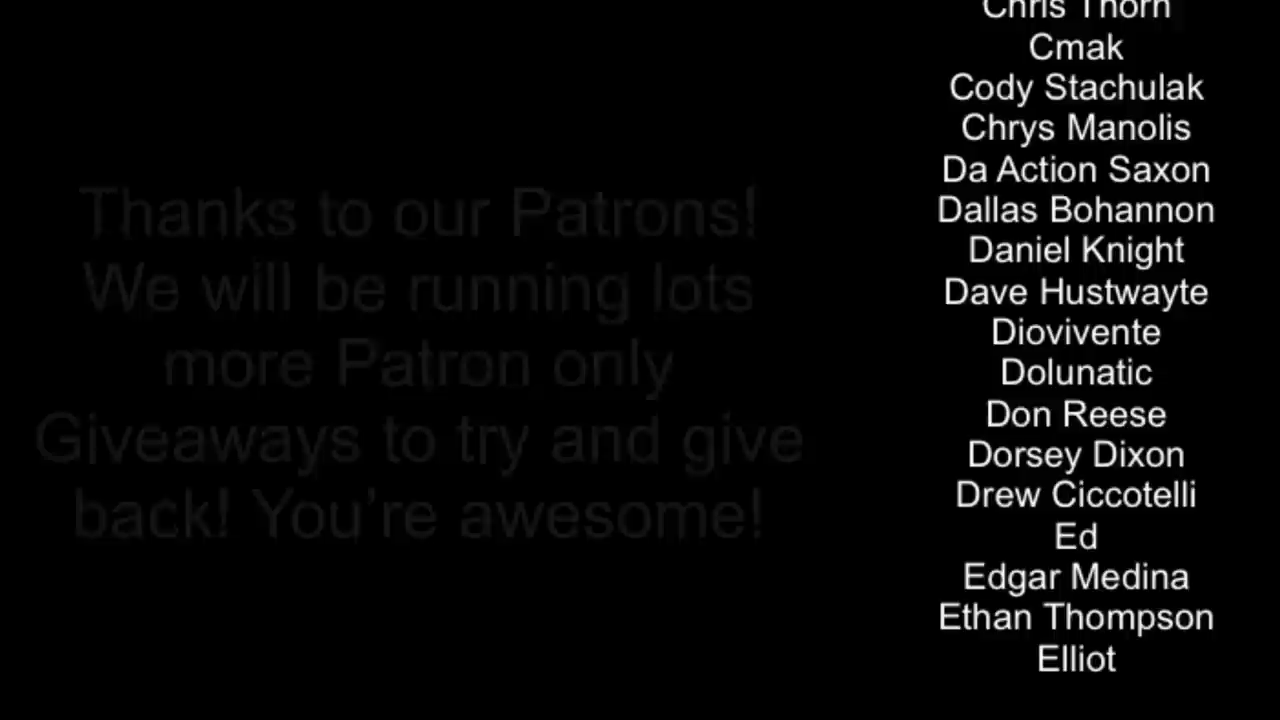 Thanks to our Patrons!
We will be running lots
more Patron only
Giveaways to try and give
back! You're awesome!
Chris Thorn
Cmak
Cody Stachulak
Chrys Manolis
Da Action Saxon
Dallas Bohannon
Daniel Knight
Dave Hustwayte
Diovivente
Dolunatic
Don Reese
Dorsey Dixon
Drew Ciccotelli
Ed
Edgar Medina
Ethan Thompson
Elliot